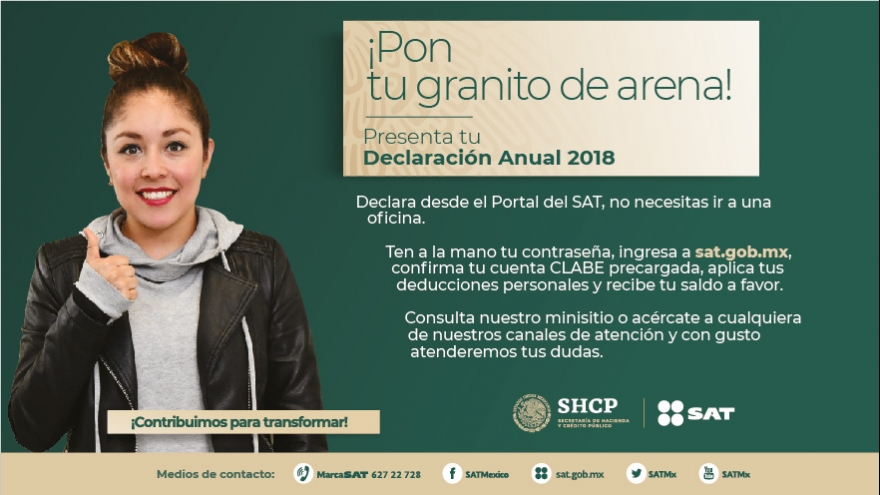 ¡Pon
tu granito de arena!
Presenta tu
Declaración Anual 2018
Declara desde el Portal del SAT, no necesitas ir a una
oficina.
Ten a la mano tu contraseña, ingresa a sat.gob.mx,
confirma tu cuenta CLABE precargada, aplica tus
deducciones personales y recibe tu saldo a favor.
Consulta nuestro minisitio o acércate a cualquiera
de nuestros canales de atención y con gusto
atenderemos tus dudas.
¡Contribuimos para transformar!
SHCP
SECRETARÍA DE HACIENDA
Y CRÉDITO PÚBLICO
SAT
Medios de contacto: MarcaSAT 627 22 728 SATMexico sat.gob.mx SATMx SATMx